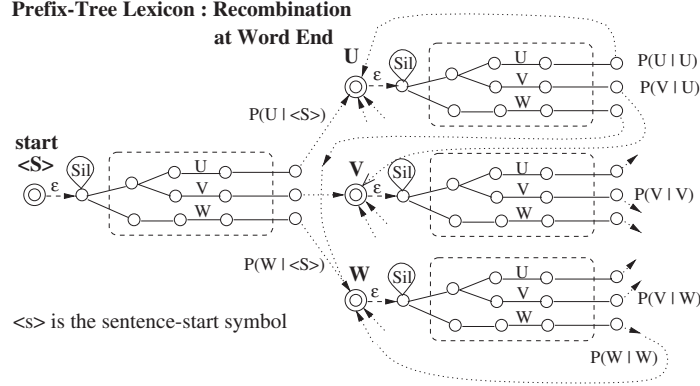 Prefix-Tree Lexicon : Recombination
at Word End
U
Sil
ε
U
V
W
P(U | U)
P(V | U)
P(U | <S>)
start
<S>
ε
Sil
U
V
W
V
ε
Sil
U
V
W
P(V | V)
P(W | <S>)
W
ε
Sil
U
V
W
P(V | W)
P(W | W)
<s> is the sentence-start symbol